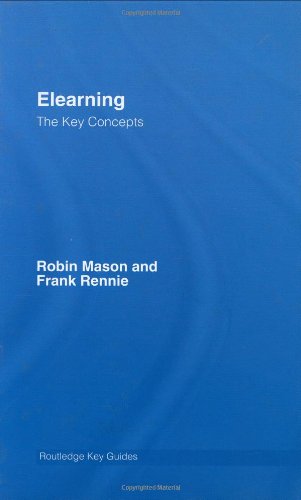 Elearning
The Key Concepts
Robin Mason and
Frank Rennie
Routledge Key Guides